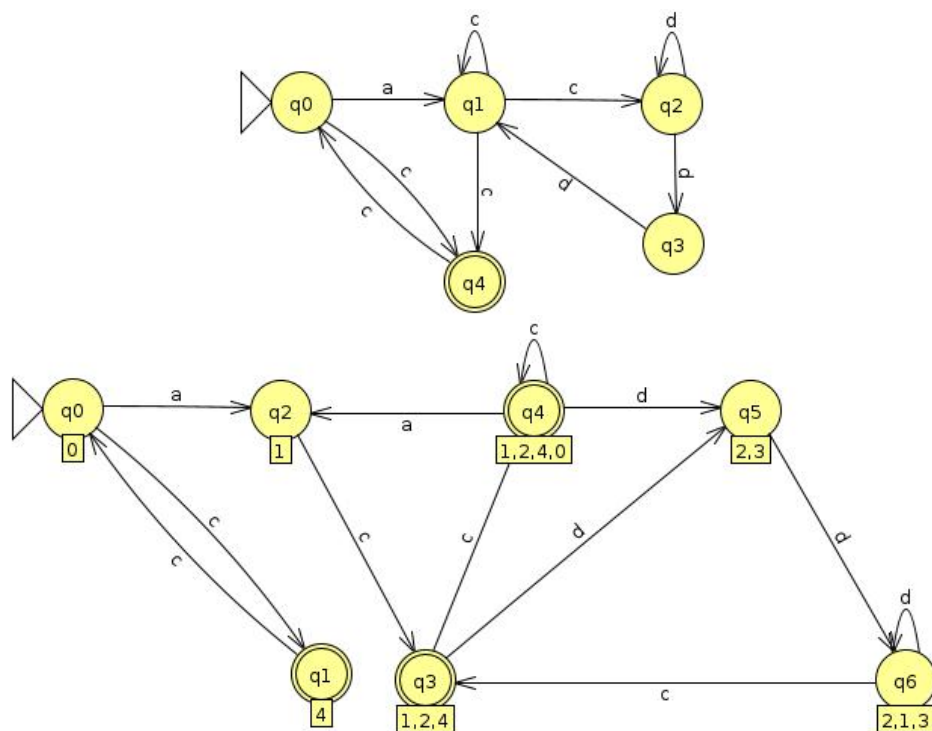 c d
q0 a q1 c q2
c c c d d
q3
q4
c
q0 a q2 a q4 d q5
0 1 1,2,4,0 2,3
c c c c d d
d
q1 q3 c q6
4 1,2,4 2,1,3